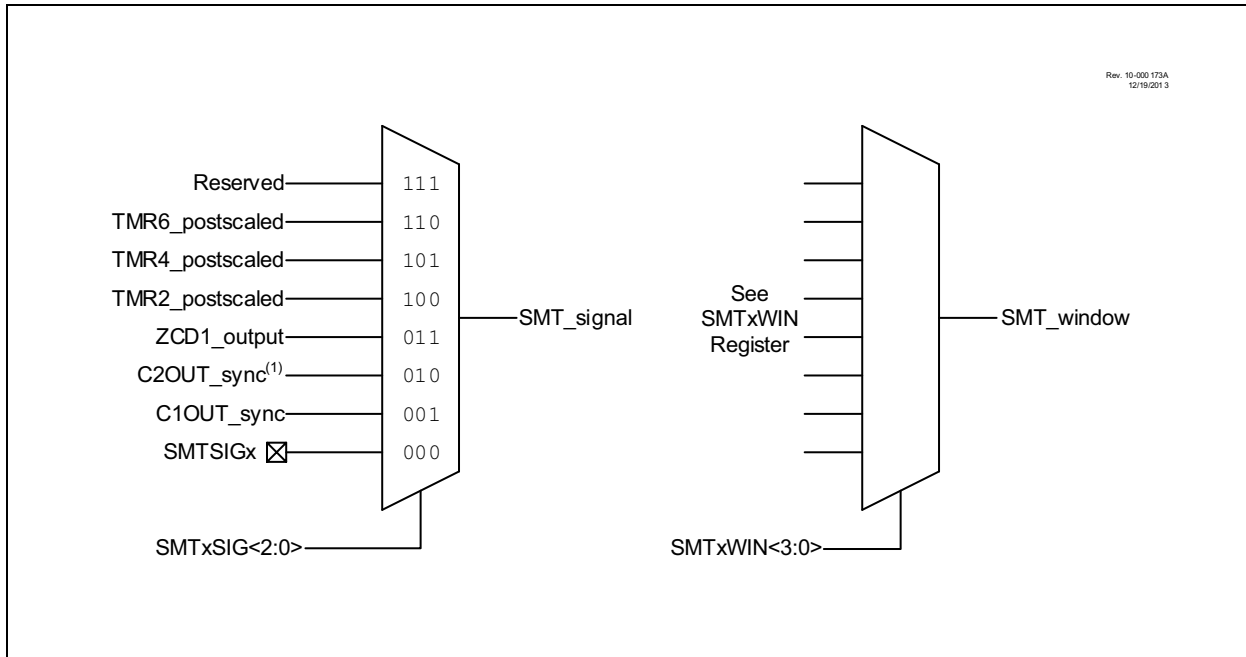 Rev. 10-000 173A
12/19/201 3
Reserved
111
TMR6_postscaled
110
TMR4_postscaled
101
TMR2_postscaled
100
ZCD1_output
011
C2OUT_sync(1)
010
C1OUT_sync
001
SMTSIGx
000
SMT_signal
SMTxSIG<2:0>
See
SMTxWIN
Register
SMT_window
SMTxWIN<3:0>